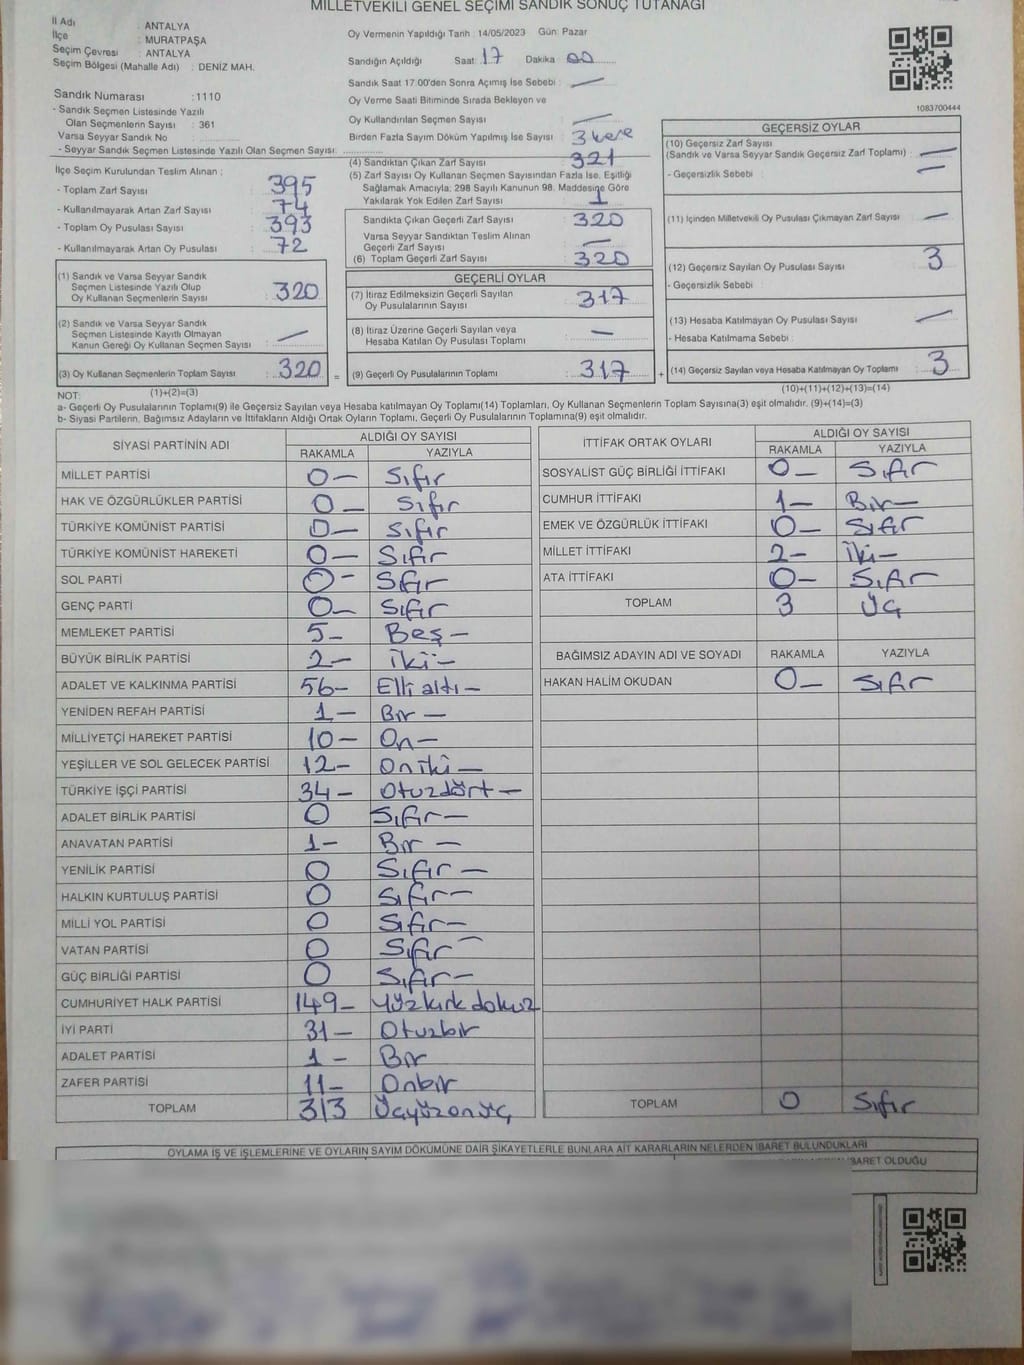 MİLLETVEKİLİ GENEL SEÇİMİ SANDIK SONUÇ TUTANAĞI
İl Adı : ANTALYA
İlçe : MURATPAŞA
Seçim Çevresi : ANTALYA
Seçim Bölgesi (Mahalle Adı) : DENİZ MAH.
Sandık Numarası : 1110
- Sandık Seçmen Listesinde Yazılı
Olan Seçmenlerin Sayısı : 361
Varsa Seyyar Sandık No
- Seyyar Sandık Seçmen Listesinde Yazılı Olan Seçmen Sayısı:
Oy Vermenin Yapıldığı Tarih : 14/05/2023 Gün: Pazar
Sandığın Açıldığı Saat: 17 Dakika 00
Sandık Saat 17:00'den Sonra Açımış İse Sebebi : —
Oy Verme Saati Bitiminde Sırada Bekleyen ve
Oy Kullandırılan Seçmen Sayısı —
Birden Fazla Sayım Döküm Yapılmış İse Sayısı : 3 kere
1083700444
İlçe Seçim Kurulundan Teslim Alınan :
- Toplam Zarf Sayısı : 395
- Kullanılmayarak Artan Zarf Sayısı : 74
- Toplam Oy Pusulası Sayısı : 393
- Kullanılmayarak Artan Oy Pusulası : 72
(4) Sandıktan Çıkan Zarf Sayısı : 321
(5) Zarf Sayısı Oy Kullanan Seçmen Sayısından Fazla İse, Eşitliği
Sağlamak Amacıyla, 298 Sayılı Kanunun 98. Maddesine Göre
Yakılarak Yok Edilen Zarf Sayısı : 1
Sandıkta Çıkan Geçerli Zarf Sayısı : 320
Varsa Seyyar Sandıktan Teslim Alınan
Geçerli Zarf Sayısı : —
(6) Toplam Geçerli Zarf Sayısı : 320
GEÇERSİZ OYLAR
(10) Geçersiz Zarf Sayısı
(Sandık ve Varsa Seyyar Sandık Geçersiz Zarf Toplamı) : —
- Geçersizlik Sebebi : —
(11) İçinden Milletvekili Oy Pusulası Çıkmayan Zarf Sayısı : —
(12) Geçersiz Sayılan Oy Pusulası Sayısı : 3
- Geçersizlik Sebebi :
(13) Hesaba Katılmayan Oy Pusulası Sayısı : —
- Hesaba Katılmama Sebebi :
(14) Geçersiz Sayılan veya Hesaba Katılmayan Oy Toplamı : 3
(10)+(11)+(12)+(13)=(14)
(1) Sandık ve Varsa Seyyar Sandık
Seçmen Listesinde Yazılı Olup
Oy Kullanan Seçmenlerin Sayısı : 320
(2) Sandık ve Varsa Seyyar Sandık
Seçmen Listesinde Kayıtlı Olmayan
Kanun Gereği Oy Kullanan Seçmen Sayısı : —
(3) Oy Kullanan Seçmenlerin Toplam Sayısı : 320 =
(1)+(2)=(3)
GEÇERLİ OYLAR
(7) İtiraz Edilmeksizin Geçerli Sayılan
Oy Pusulalarının Sayısı : 317
(8) İtiraz Üzerine Geçerli Sayılan veya
Hesaba Katılan Oy Pusulası Toplamı : —
(9) Geçerli Oy Pusulalarının Toplamı : 317 +
NOT:
a- Geçerli Oy Pusulalarının Toplamı(9) ile Geçersiz Sayılan veya Hesaba katılmayan Oy Toplamı(14) Toplamları, Oy Kullanan Seçmenlerin Toplam Sayısına(3) eşit olmalıdır. (9)+(14)=(3)
b- Siyasi Partilerin, Bağımsız Adayların ve İttifakların Aldığı Ortak Oyların Toplamı, Geçerli Oy Pusulalarının Toplamına(9) eşit olmalıdır.
SİYASİ PARTİNİN ADI ALDIĞI OY SAYISI
RAKAMLA YAZIYLA
MİLLET PARTİSİ 0— Sıfır
HAK VE ÖZGÜRLÜKLER PARTİSİ 0— Sıfır
TÜRKİYE KOMÜNİST PARTİSİ 0— Sıfır
TÜRKİYE KOMÜNİST HAREKETİ 0— Sıfır
SOL PARTİ 0- Sfır
GENÇ PARTİ 0— Sıfır
MEMLEKET PARTİSİ 5- Beş—
BÜYÜK BİRLİK PARTİSİ 2— iki—
ADALET VE KALKINMA PARTİSİ 56— Elli altı—
YENİDEN REFAH PARTİSİ 1— Bir—
MİLLİYETÇİ HAREKET PARTİSİ 10— On—
YEŞİLLER VE SOL GELECEK PARTİSİ 12- Oniki—
TÜRKİYE İŞÇİ PARTİSİ 34— Otuzdört—
ADALET BİRLİK PARTİSİ 0 Sıfır—
ANAVATAN PARTİSİ 1- Bir—
YENİLİK PARTİSİ 0 Sıfır—
HALKIN KURTULUŞ PARTİSİ 0 Sıfır—
MİLLİ YOL PARTİSİ 0 Sıfır—
VATAN PARTİSİ 0 Sıfır—
GÜÇ BİRLİĞİ PARTİSİ 0 Sıfır—
CUMHURİYET HALK PARTİSİ 149— Yüzkırk dokuz
İYİ PARTİ 31— Otuzbir
ADALET PARTİSİ 1- Bir
ZAFER PARTİSİ 11— Onbir
TOPLAM 313 Üçyüzonüç
İTTİFAK ORTAK OYLARI ALDIĞI OY SAYISI
RAKAMLA YAZIYLA
SOSYALİST GÜÇ BİRLİĞİ İTTİFAKI 0— Sıfır
CUMHUR İTTİFAKI 1— Bir—
EMEK VE ÖZGÜRLÜK İTTİFAKI 0— Sıfır
MİLLET İTTİFAKI 2— İki—
ATA İTTİFAKI 0— Sıfır
TOPLAM 3 Üç
BAĞIMSIZ ADAYIN ADI VE SOYADI RAKAMLA YAZIYLA
HAKAN HALİM OKUDAN 0— Sıfır
TOPLAM 0 Sıfır
OYLAMA İŞ VE İŞLEMLERİNE VE OYLARIN SAYIM DÖKÜMÜNE DAİR ŞİKAYETLERLE BUNLARA AİT KARARLARIN NELERDEN İBARET BULUNDUKLARI
İBARET OLDUĞU